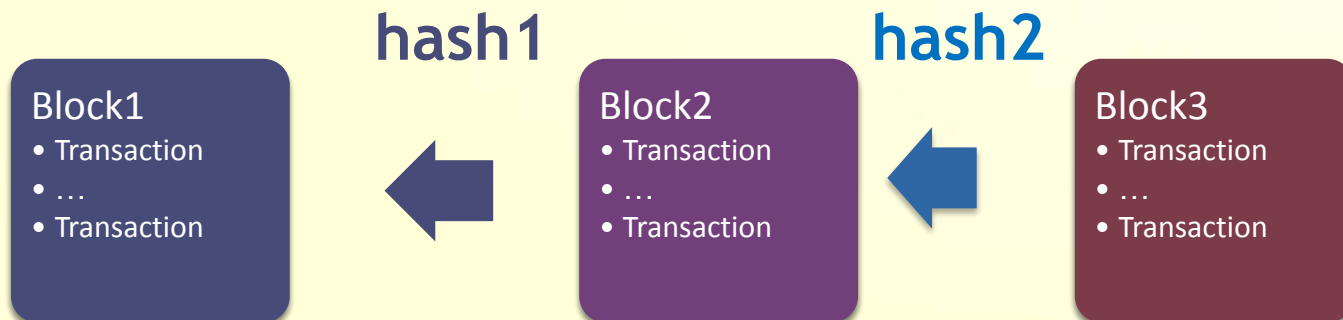 hash1
hash2
Block1
• Transaction
• …
• Transaction
Block2
• Transaction
• …
• Transaction
Block3
• Transaction
• …
• Transaction